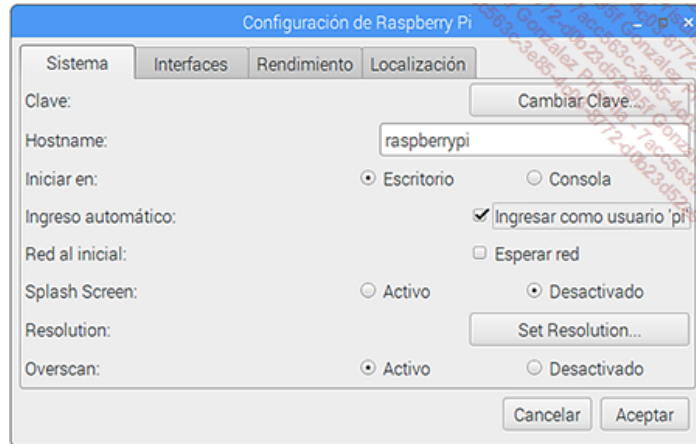 Configuración de Raspberry Pi
Sistema Interfaces Rendimiento Localización
Clave: Cambiar Clave...
Hostname: raspberrypi
Iniciar en: Escritorio Consola
Ingreso automático: Ingresar como usuario 'pi'
Red al inicial: Esperar red
Splash Screen: Activo Desactivado
Resolution: Set Resolution...
Overscan: Activo Desactivado
Cancelar Aceptar